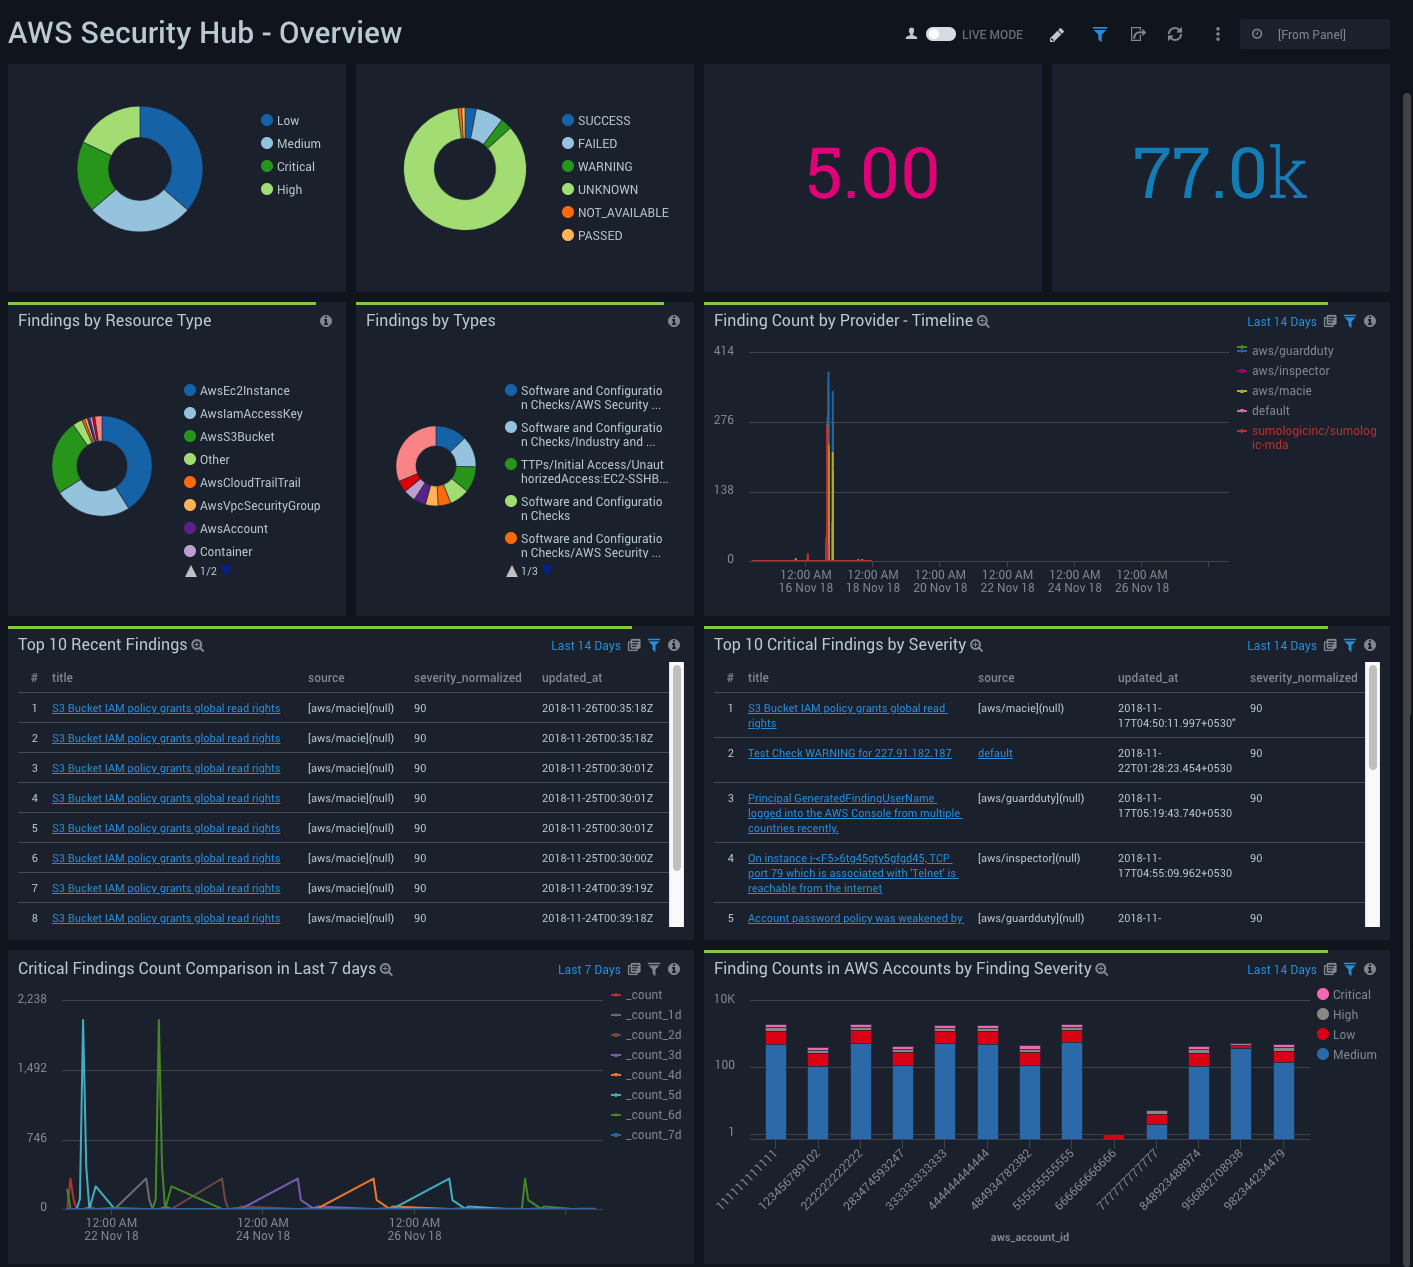 AWS Security Hub - Overview
LIVE MODE
[From Panel]
Low
Medium
Critical
High
SUCCESS
FAILED
WARNING
UNKNOWN
NOT_AVAILABLE
PASSED
5.00
77.0k
Findings by Resource Type
AwsEc2Instance
AwsIamAccessKey
AwsS3Bucket
Other
AwsCloudTrailTrail
AwsVpcSecurityGroup
AwsAccount
Container
1/2
Findings by Types
Software and Configuratio
n Checks/AWS Security ...
Software and Configuratio
n Checks/Industry and ...
TTPs/Initial Access/Unaut
horizedAccess:EC2-SSHB...
Software and Configuratio
n Checks
Software and Configuratio
n Checks/AWS Security ...
1/3
Finding Count by Provider - Timeline
Last 14 Days
414
276
138
0
12:00 AM 12:00 AM 12:00 AM 12:00 AM 12:00 AM 12:00 AM
16 Nov 18 18 Nov 18 20 Nov 18 22 Nov 18 24 Nov 18 26 Nov 18
aws/guardduty
aws/inspector
aws/macie
default
sumologicinc/sumolog
ic-mda
Top 10 Recent Findings
Last 14 Days
# title source severity_normalized updated_at
1 S3 Bucket IAM policy grants global read rights [aws/macie](null) 90 2018-11-26T00:35:18Z
2 S3 Bucket IAM policy grants global read rights [aws/macie](null) 90 2018-11-26T00:35:18Z
3 S3 Bucket IAM policy grants global read rights [aws/macie](null) 90 2018-11-25T00:30:01Z
4 S3 Bucket IAM policy grants global read rights [aws/macie](null) 90 2018-11-25T00:30:01Z
5 S3 Bucket IAM policy grants global read rights [aws/macie](null) 90 2018-11-25T00:30:01Z
6 S3 Bucket IAM policy grants global read rights [aws/macie](null) 90 2018-11-25T00:30:00Z
7 S3 Bucket IAM policy grants global read rights [aws/macie](null) 90 2018-11-24T00:39:19Z
8 S3 Bucket IAM policy grants global read rights [aws/macie](null) 90 2018-11-24T00:39:18Z
Top 10 Critical Findings by Severity
Last 14 Days
# title source updated_at severity_normalized
1 S3 Bucket IAM policy grants global read [aws/macie](null) 2018-11- 90
rights 17T04:50:11.997+0530"
2 Test Check WARNING for 227.91.182.187 default 2018-11- 90
22T01:28:23.454+0530
3 Principal GeneratedFindingUserName [aws/guardduty](null) 2018-11- 90
logged into the AWS Console from multiple 17T05:19:43.740+0530
countries recently.
4 On instance i-<F5>6tg45gty5gfgd45, TCP [aws/inspector](null) 2018-11- 90
port 79 which is associated with 'Telnet' is 17T04:55:09.962+0530
reachable from the internet
5 Account password policy was weakened by [aws/guardduty](null) 2018-11- 90
Critical Findings Count Comparison in Last 7 days
Last 7 Days
2,238
1,492
746
0
12:00 AM 12:00 AM 12:00 AM
22 Nov 18 24 Nov 18 26 Nov 18
_count
_count_1d
_count_2d
_count_3d
_count_4d
_count_5d
_count_6d
_count_7d
Finding Counts in AWS Accounts by Finding Severity
Last 14 Days
10K
100
1
111111111111
123456789102
222222222222
283474593247
333333333333
444444444444
484934782382
555555555555
666666666666
777777777777
848923488974
956882708938
982344234479
aws_account_id
Critical
High
Low
Medium